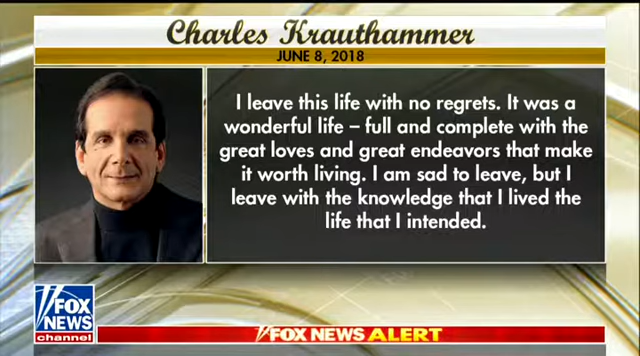 Charles Krauthammer
JUNE 8, 2018
I leave this life with no regrets. It was a
wonderful life – full and complete with the
great loves and great endeavors that make
it worth living. I am sad to leave, but I
leave with the knowledge that I lived the
life that I intended.
FOX
NEWS
channel
FOX NEWS ALERT